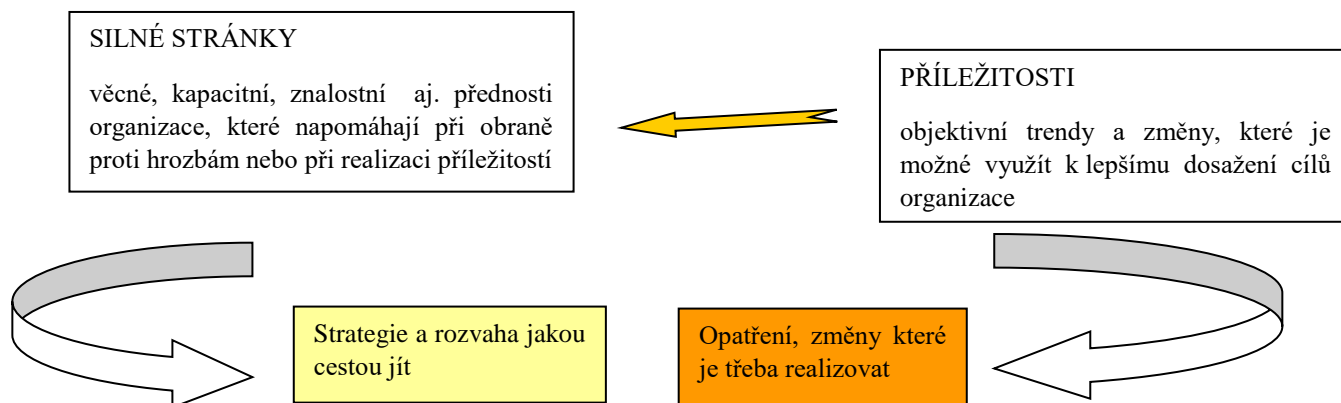 SILNÉ STRÁNKY
věcné, kapacitní, znalostní aj. přednosti
organizace, které napomáhají při obraně
proti hrozbám nebo při realizaci příležitostí
PŘÍLEŽITOSTI
objektivní trendy a změny, které je
možné využít k lepšímu dosažení cílů
organizace
Strategie a rozvaha jakou
cestou jít
Opatření, změny které
je třeba realizovat